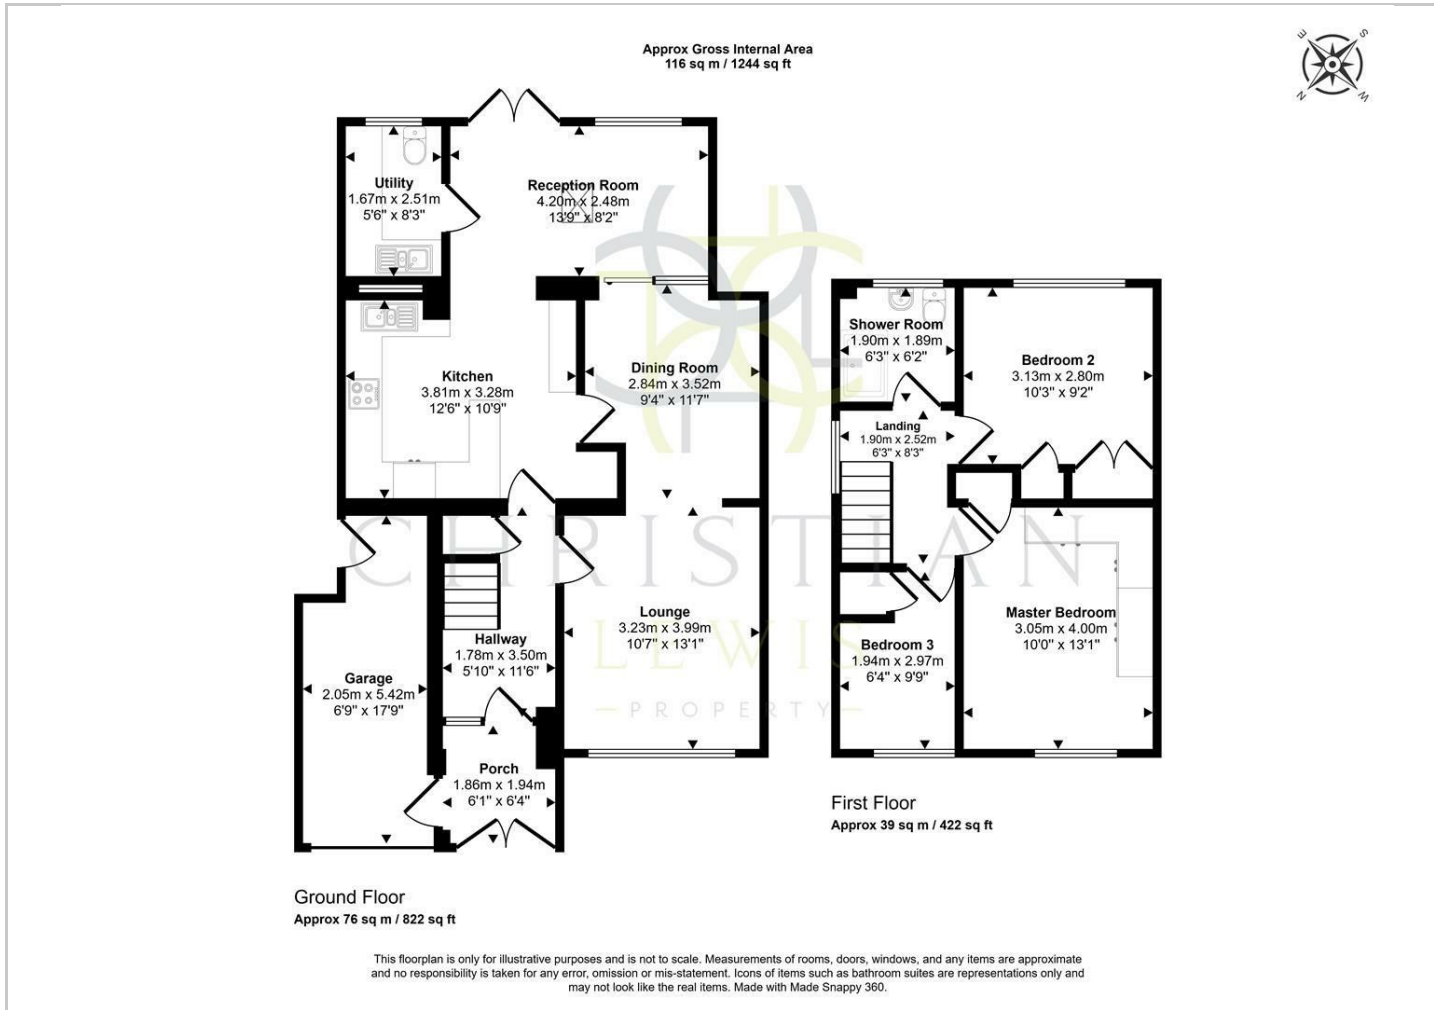 Approx Gross Internal Area
116 sq m / 1244 sq ft
E
S
N
W
Utility
1.67m x 2.51m
5'6" x 8'3"
Reception Room
4.20m x 2.48m
13'9" x 8'2"
Kitchen
3.81m x 3.28m
12'6" x 10'9"
Dining Room
2.84m x 3.52m
9'4" x 11'7"
Shower Room
1.90m x 1.89m
6'3" x 6'2"
Bedroom 2
3.13m x 2.80m
10'3" x 9'2"
Landing
1.90m x 2.52m
6'3" x 8'3"
CHRISTIAN
LEWIS
PROPERTY
Garage
2.05m x 5.42m
6'9" x 17'9"
Hallway
1.78m x 3.50m
5'10" x 11'6"
Lounge
3.23m x 3.99m
10'7" x 13'1"
Porch
1.86m x 1.94m
6'1" x 6'4"
Bedroom 3
1.94m x 2.97m
6'4" x 9'9"
Master Bedroom
3.05m x 4.00m
10'0" x 13'1"
First Floor
Approx 39 sq m / 422 sq ft
Ground Floor
Approx 76 sq m / 822 sq ft
This floorplan is only for illustrative purposes and is not to scale. Measurements of rooms, doors, windows, and any items are approximate
and no responsibility is taken for any error, omission or mis-statement. Icons of items such as bathroom suites are representations only and
may not look like the real items. Made with Made Snappy 360.